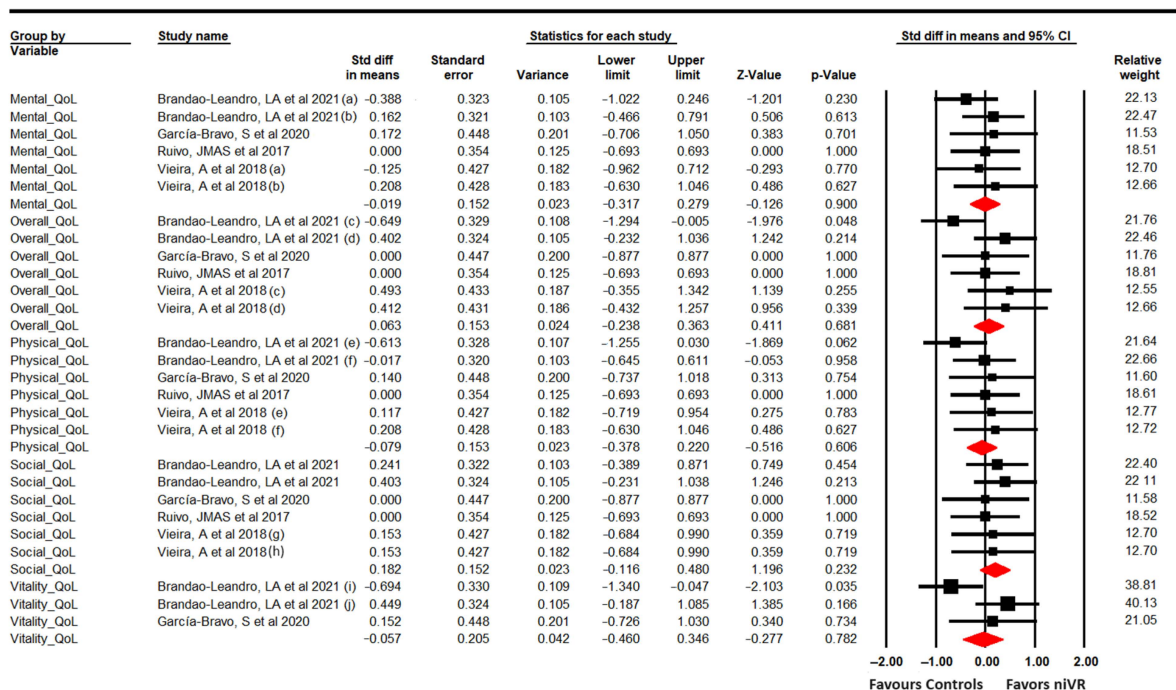 Group by Study name Statistics for each study Std diff in means and 95% CI
Variable
Std diff Standard Lower Upper Relative
in means error Variance limit limit Z-Value p-Value weight
Mental_QoL Brandao-Leandro, LA et al 2021 (a) −0.388 0.323 0.105 −1.022 0.246 −1.201 0.230 22.13
Mental_QoL Brandao-Leandro, LA et al 2021 (b) 0.162 0.321 0.103 −0.466 0.791 0.506 0.613 22.47
Mental_QoL García-Bravo, S et al 2020 0.172 0.448 0.201 −0.706 1.050 0.383 0.701 11.53
Mental_QoL Ruivo, JMAS et al 2017 0.000 0.354 0.125 −0.693 0.693 0.000 1.000 18.51
Mental_QoL Vieira, A et al 2018 (a) −0.125 0.427 0.182 −0.962 0.712 −0.293 0.770 12.70
Mental_QoL Vieira, A et al 2018 (b) 0.208 0.428 0.183 −0.630 1.046 0.486 0.627 12.66
Mental_QoL −0.019 0.152 0.023 −0.317 0.279 −0.126 0.900
Overall_QoL Brandao-Leandro, LA et al 2021 (c) −0.649 0.329 0.108 −1.294 −0.005 −1.976 0.048 21.76
Overall_QoL Brandao-Leandro, LA et al 2021 (d) 0.402 0.324 0.105 −0.232 1.036 1.242 0.214 22.46
Overall_QoL García-Bravo, S et al 2020 0.000 0.447 0.200 −0.877 0.877 0.000 1.000 11.76
Overall_QoL Ruivo, JMAS et al 2017 0.000 0.354 0.125 −0.693 0.693 0.000 1.000 18.81
Overall_QoL Vieira, A et al 2018 (c) 0.493 0.433 0.187 −0.355 1.342 1.139 0.255 12.55
Overall_QoL Vieira, A et al 2018 (d) 0.412 0.431 0.186 −0.432 1.257 0.956 0.339 12.66
Overall_QoL 0.063 0.153 0.024 −0.238 0.363 0.411 0.681
Physical_QoL Brandao-Leandro, LA et al 2021 (e) −0.613 0.328 0.107 −1.255 0.030 −1.869 0.062 21.64
Physical_QoL Brandao-Leandro, LA et al 2021 (f) −0.017 0.320 0.103 −0.645 0.611 −0.053 0.958 22.66
Physical_QoL García-Bravo, S et al 2020 0.140 0.448 0.200 −0.737 1.018 0.313 0.754 11.60
Physical_QoL Ruivo, JMAS et al 2017 0.000 0.354 0.125 −0.693 0.693 0.000 1.000 18.61
Physical_QoL Vieira, A et al 2018 (e) 0.117 0.427 0.182 −0.719 0.954 0.275 0.783 12.77
Physical_QoL Vieira, A et al 2018 (f) 0.208 0.428 0.183 −0.630 1.046 0.486 0.627 12.72
Physical_QoL −0.079 0.153 0.023 −0.378 0.220 −0.516 0.606
Social_QoL Brandao-Leandro, LA et al 2021 0.241 0.322 0.103 −0.389 0.871 0.749 0.454 22.40
Social_QoL Brandao-Leandro, LA et al 2021 0.403 0.324 0.105 −0.231 1.038 1.246 0.213 22 11
Social_QoL García-Bravo, S et al 2020 0.000 0.447 0.200 −0.877 0.877 0.000 1.000 11.58
Social_QoL Ruivo, JMAS et al 2017 0.000 0.354 0.125 −0.693 0.693 0.000 1.000 18.52
Social_QoL Vieira, A et al 2018 (g) 0.153 0.427 0.182 −0.684 0.990 0.359 0.719 12.70
Social_QoL Vieira, A et al 2018 (h) 0.153 0.427 0.182 −0.684 0.990 0.359 0.719 12.70
Social_QoL 0.182 0.152 0.023 −0.116 0.480 1.196 0.232
Vitality_QoL Brandao-Leandro, LA et al 2021 (i) −0.694 0.330 0.109 −1.340 −0.047 −2.103 0.035 38.81
Vitality_QoL Brandao-Leandro, LA et al 2021 (j) 0.449 0.324 0.105 −0.187 1.085 1.385 0.166 40.13
Vitality_QoL García-Bravo, S et al 2020 0.152 0.448 0.201 −0.726 1.030 0.340 0.734 21.05
Vitality_QoL −0.057 0.205 0.042 −0.460 0.346 −0.277 0.782
−2.00 −1.00 0.00 1.00 2.00
Favours Controls Favors niVR